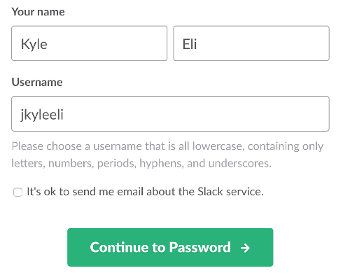 Your name
Kyle Eli
Username
jkyleeli
Please choose a username that is all lowercase, containing only
letters, numbers, periods, hyphens, and underscores.
It's ok to send me email about the Slack service.
Continue to Password →